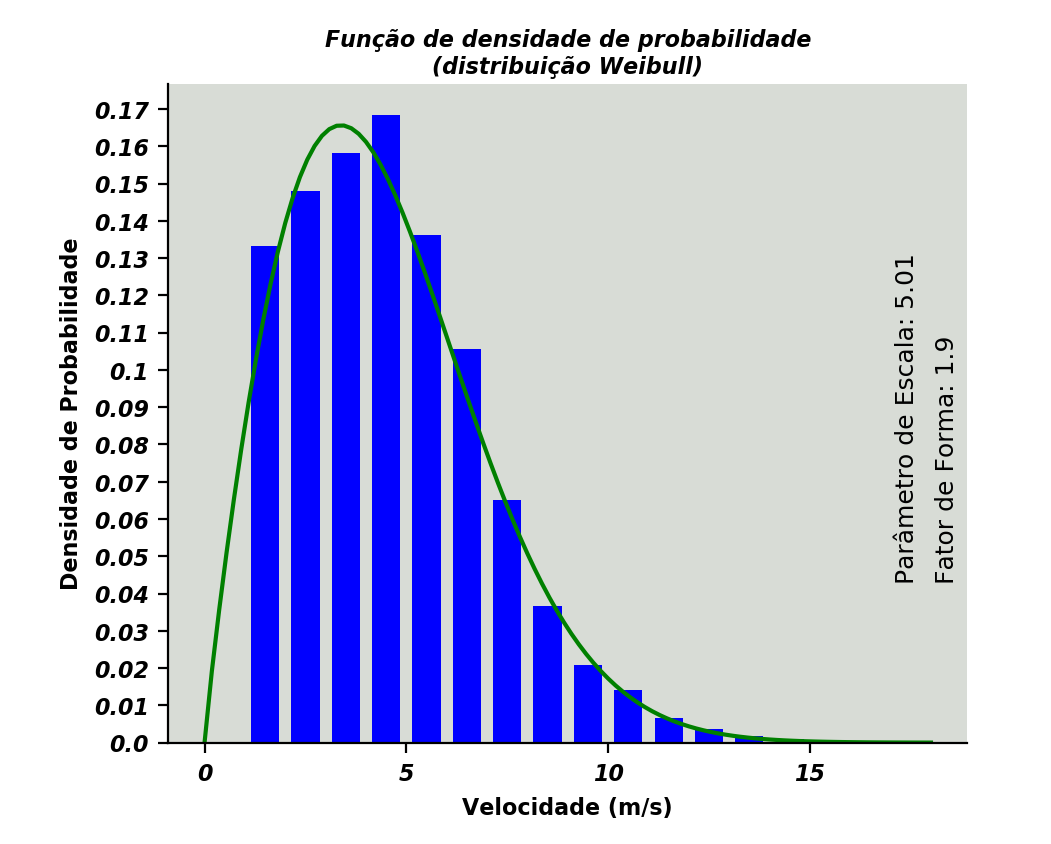 Função de densidade de probabilidade
(distribuição Weibull)
Densidade de Probabilidade
0.17
0.16
0.15
0.14
0.13
0.12
0.11
0.1
0.09
0.08
0.07
0.06
0.05
0.04
0.03
0.02
0.01
0.0
Parâmetro de Escala: 5.01
Fator de Forma: 1.9
0 5 10 15
Velocidade (m/s)